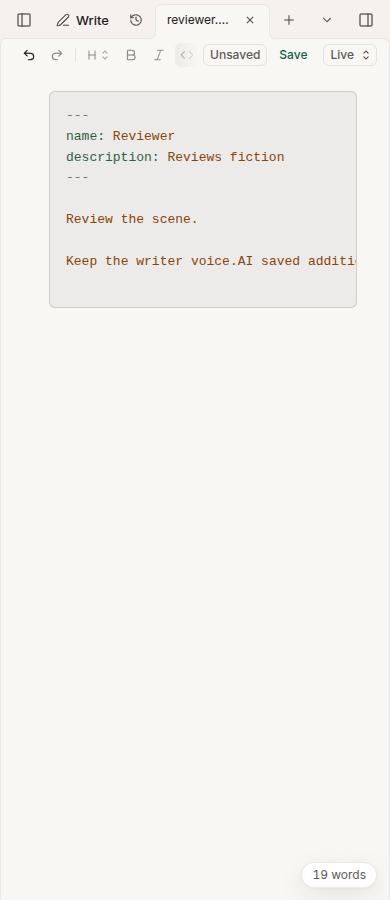 Write
reviewer....
H
B
I
Unsaved
Save
Live
---
name: Reviewer
description: Reviews fiction
---
Review the scene.
Keep the writer voice.AI saved additi
19 words